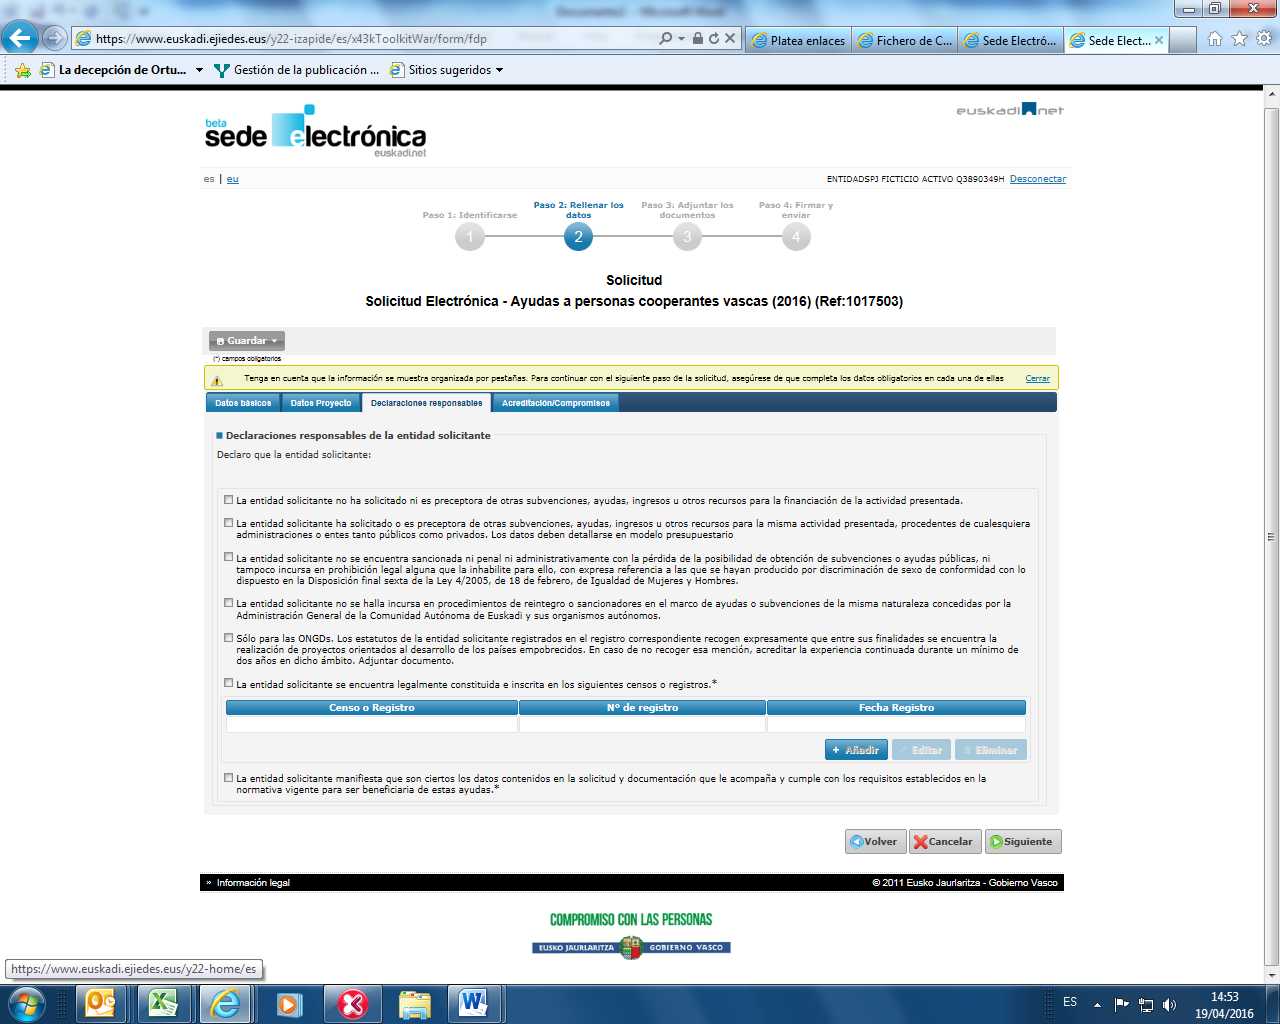 https://www.euskadi.ejiedes.eus/y22-izapide/es/x43kToolkitWar/form/fdp
Platea enlaces
Fichero de C...
Sede Electró...
Sede Elect...
La decepción de Ortu...
Gestión de la publicación ...
Sitios sugeridos
beta
sede electrónica
euskadi.net
euskadi net
es | eu
ENTIDADSPJ FICTICIO ACTIVO Q3890349H Desconectar
Paso 1: Identificarse
Paso 2: Rellenar los datos
Paso 3: Adjuntar los documentos
Paso 4: Firmar y enviar
1 2 3 4
Solicitud
Solicitud Electrónica - Ayudas a personas cooperantes vascas (2016) (Ref:1017503)
Guardar
(*) campos obligatorios
Tenga en cuenta que la información se muestra organizada por pestañas. Para continuar con el siguiente paso de la solicitud, asegúrese de que completa los datos obligatorios en cada una de ellas Cerrar
Datos básicos
Datos Proyecto
Declaraciones responsables
Acreditación/Compromisos
Declaraciones responsables de la entidad solicitante
Declaro que la entidad solicitante:
La entidad solicitante no ha solicitado ni es preceptora de otras subvenciones, ayudas, ingresos u otros recursos para la financiación de la actividad presentada.
La entidad solicitante ha solicitado o es preceptora de otras subvenciones, ayudas, ingresos u otros recursos para la misma actividad presentada, procedentes de cualesquiera
administraciones o entes tanto públicos como privados. Los datos deben detallarse en modelo presupuestario
La entidad solicitante no se encuentra sancionada ni penal ni administrativamente con la pérdida de la posibilidad de obtención de subvenciones o ayudas públicas, ni
tampoco incursa en prohibición legal alguna que la inhabilite para ello, con expresa referencia a las que se hayan producido por discriminación de sexo de conformidad con lo
dispuesto en la Disposición final sexta de la Ley 4/2005, de 18 de febrero, de Igualdad de Mujeres y Hombres.
La entidad solicitante no se halla incursa en procedimientos de reintegro o sancionadores en el marco de ayudas o subvenciones de la misma naturaleza concedidas por la
Administración General de la Comunidad Autónoma de Euskadi y sus organismos autónomos.
Sólo para las ONGDs. Los estatutos de la entidad solicitante registrados en el registro correspondiente recogen expresamente que entre sus finalidades se encuentra la
realización de proyectos orientados al desarrollo de los países empobrecidos. En caso de no recoger esa mención, acreditar la experiencia continuada durante un mínimo de
dos años en dicho ámbito. Adjuntar documento.
La entidad solicitante se encuentra legalmente constituida e inscrita en los siguientes censos o registros.*
Censo o Registro
Nº de registro
Fecha Registro
Añadir
Editar
Eliminar
La entidad solicitante manifiesta que son ciertos los datos contenidos en la solicitud y documentación que le acompaña y cumple con los requisitos establecidos en la
normativa vigente para ser beneficiaria de estas ayudas.*
Volver
Cancelar
Siguiente
» Información legal
© 2011 Eusko Jaurlaritza - Gobierno Vasco
COMPROMISO CON LAS PERSONAS
EUSKO JAURLARITZA GOBIERNO VASCO
https://www.euskadi.ejiedes.eus/y22-home/es
ES
14:53
19/04/2016